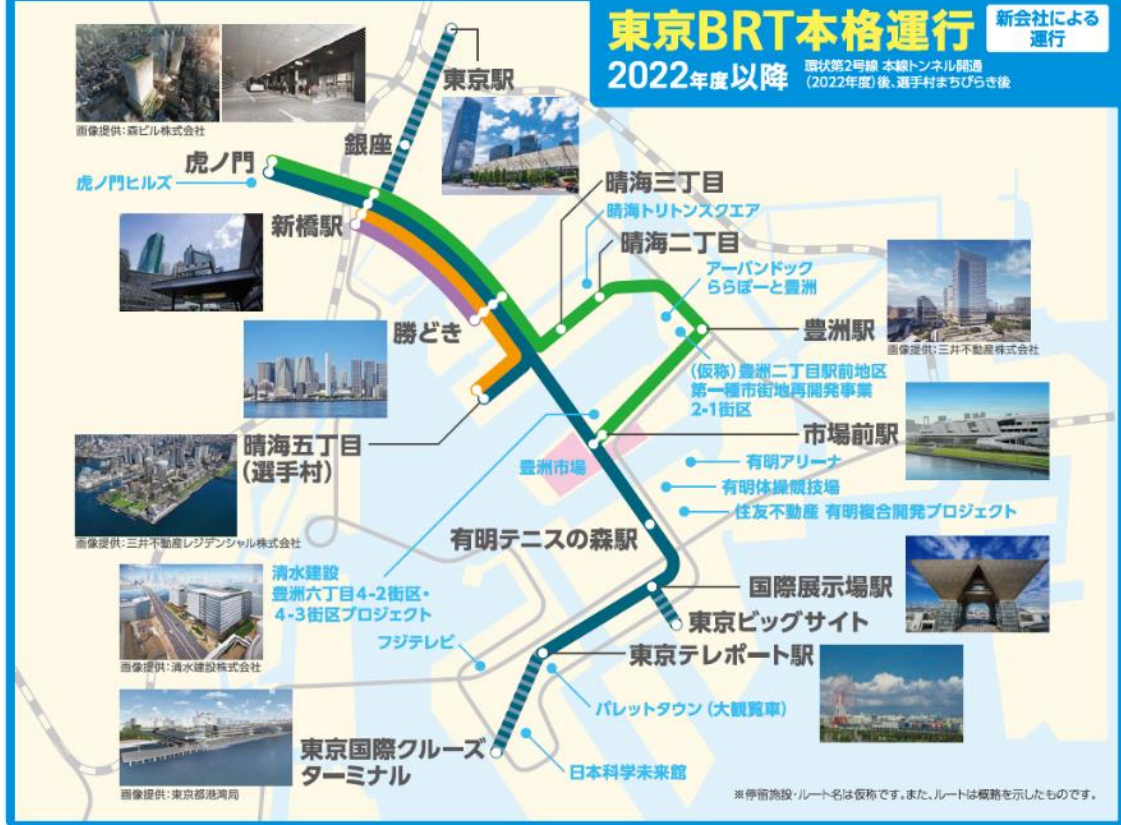 東京BRT本格運行
新会社による
運行
2022年度以降
環状第2号線 本線トンネル開通
(2022年度)後、選手村まちびらき後
東京駅
画像提供:森ビル株式会社
銀座
虎ノ門
虎ノ門ヒルズ
晴海三丁目
晴海トリトンスクエア
新橋駅
晴海二丁目
アーバンドック
ららぽーと豊洲
勝どき
豊洲駅
画像提供:三井不動産株式会社
(仮称)豊洲二丁目駅前地区
第一種市街地再開発事業
2-1街区
晴海五丁目
(選手村)
市場前駅
豊洲市場
有明アリーナ
有明体操競技場
住友不動産 有明複合開発プロジェクト
画像提供:三井不動産レジデンシャル株式会社
有明テニスの森駅
清水建設
豊洲六丁目4-2街区・
4-3街区プロジェクト
国際展示場駅
東京ビッグサイト
フジテレビ
東京テレポート駅
画像提供:清水建設株式会社
パレットタウン(大観覧車)
東京国際クルーズ
ターミナル
日本科学未来館
画像提供:東京都港湾局
※停留施設・ルート名は仮称です。また、ルートは概略を示したものです。